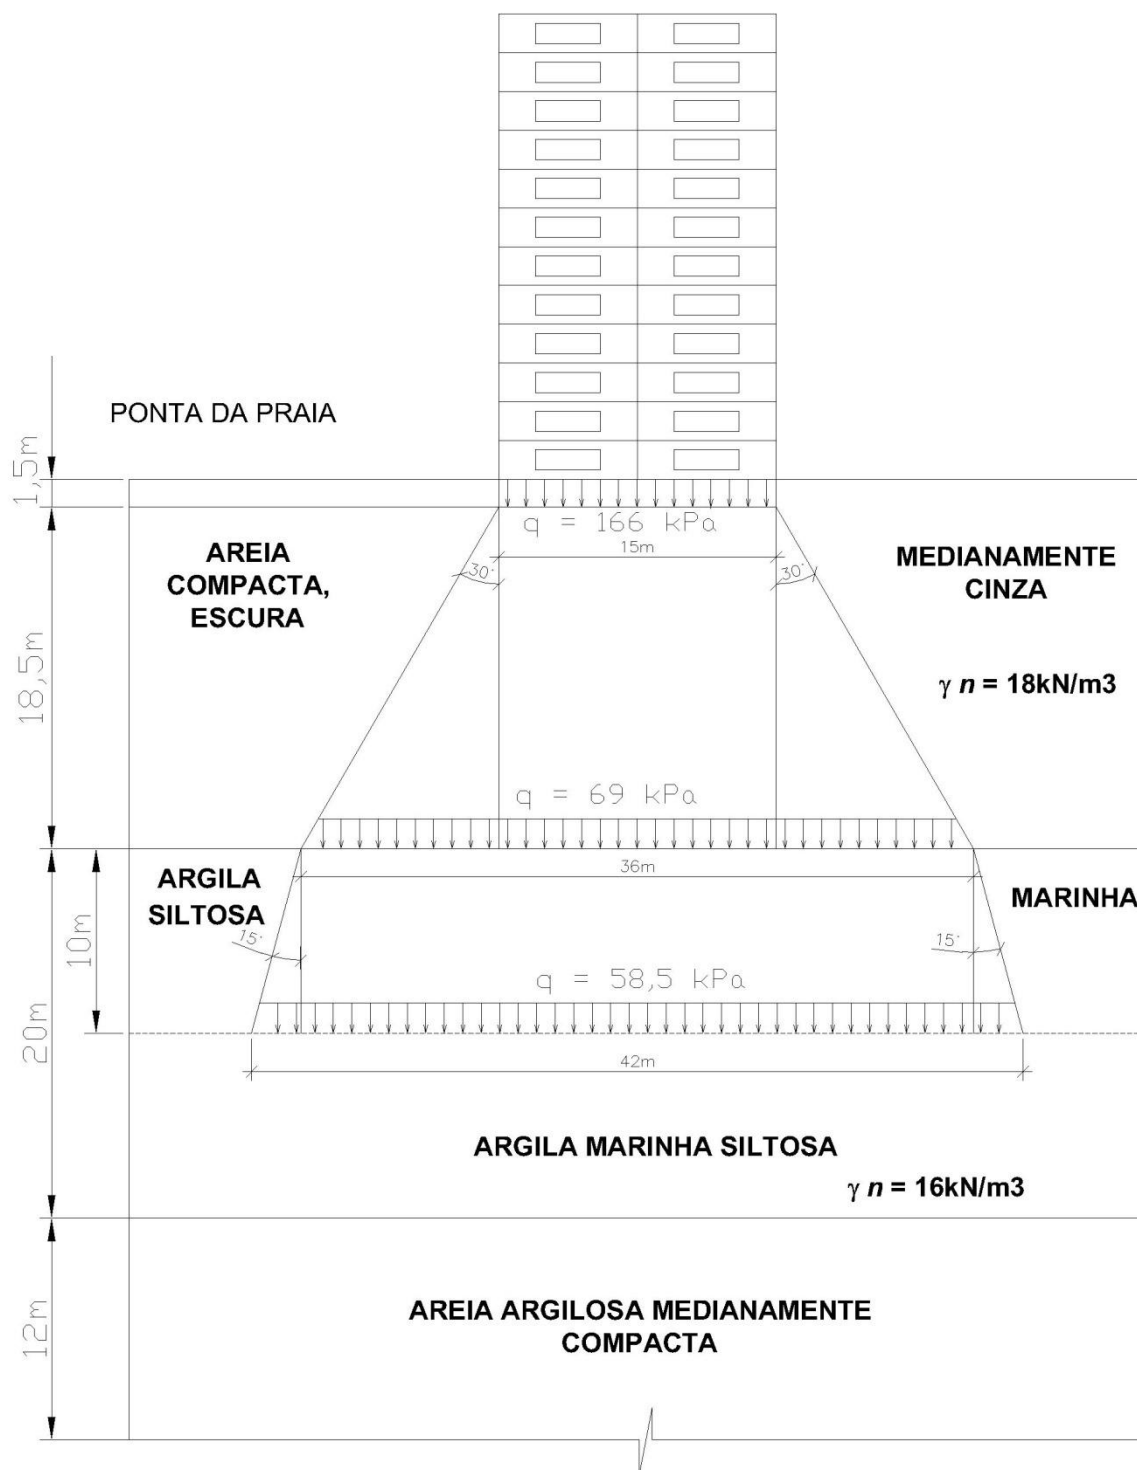 PONTA DA PRAIA
1,5m
q = 166 kPa
15m
AREIA
COMPACTA,
ESCURA
30°
30°
MEDIANAMENTE
CINZA
γ n = 18kN/m3
18,5m
q = 69 kPa
36m
ARGILA
SILTOSA
MARINHA
15°
15°
10m
q = 58,5 kPa
20m
42m
ARGILA MARINHA SILTOSA
γ n = 16kN/m3
AREIA ARGILOSA MEDIANAMENTE
COMPACTA
12m